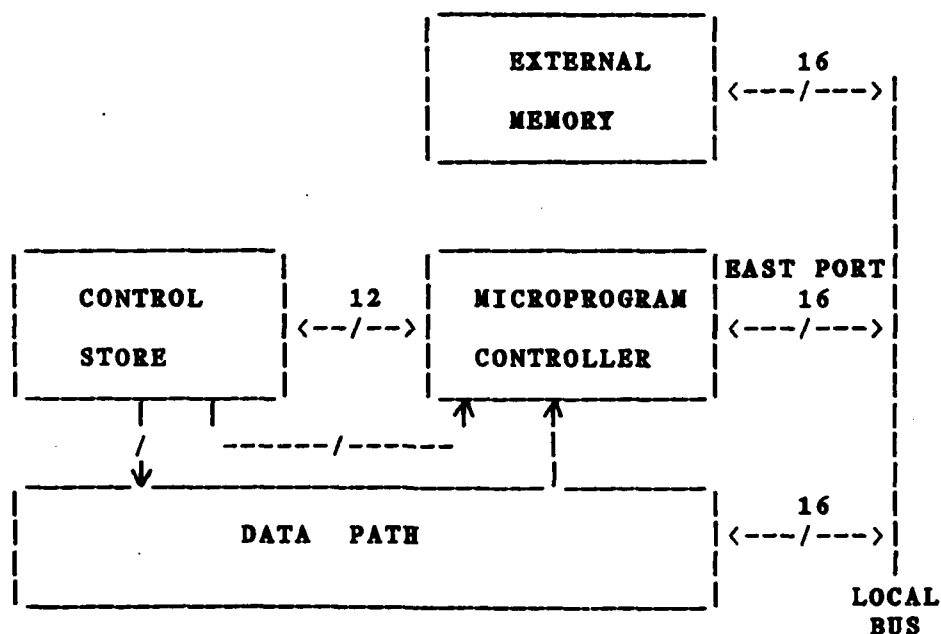 EXTERNAL
MEMORY
16
<---/--->
CONTROL
STORE
12
<--/-->
MICROPROGRAM
CONTROLLER
EAST PORT
16
<---/--->
/
------/------
DATA PATH
16
<---/--->
LOCAL
BUS